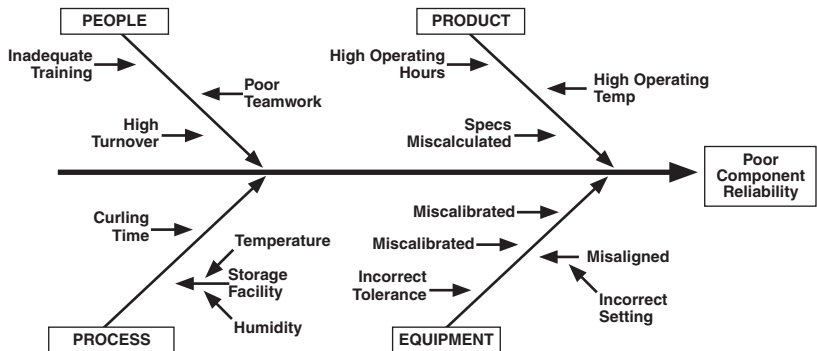 PEOPLE
PRODUCT
Inadequate
Training
Poor
Teamwork
High
Turnover
High Operating
Hours
High Operating
Temp
Specs
Miscalculated
Poor
Component
Reliability
Curling
Time
Temperature
Storage
Facility
Humidity
Miscalibrated
Miscalibrated
Misaligned
Incorrect
Tolerance
Incorrect
Setting
PROCESS
EQUIPMENT